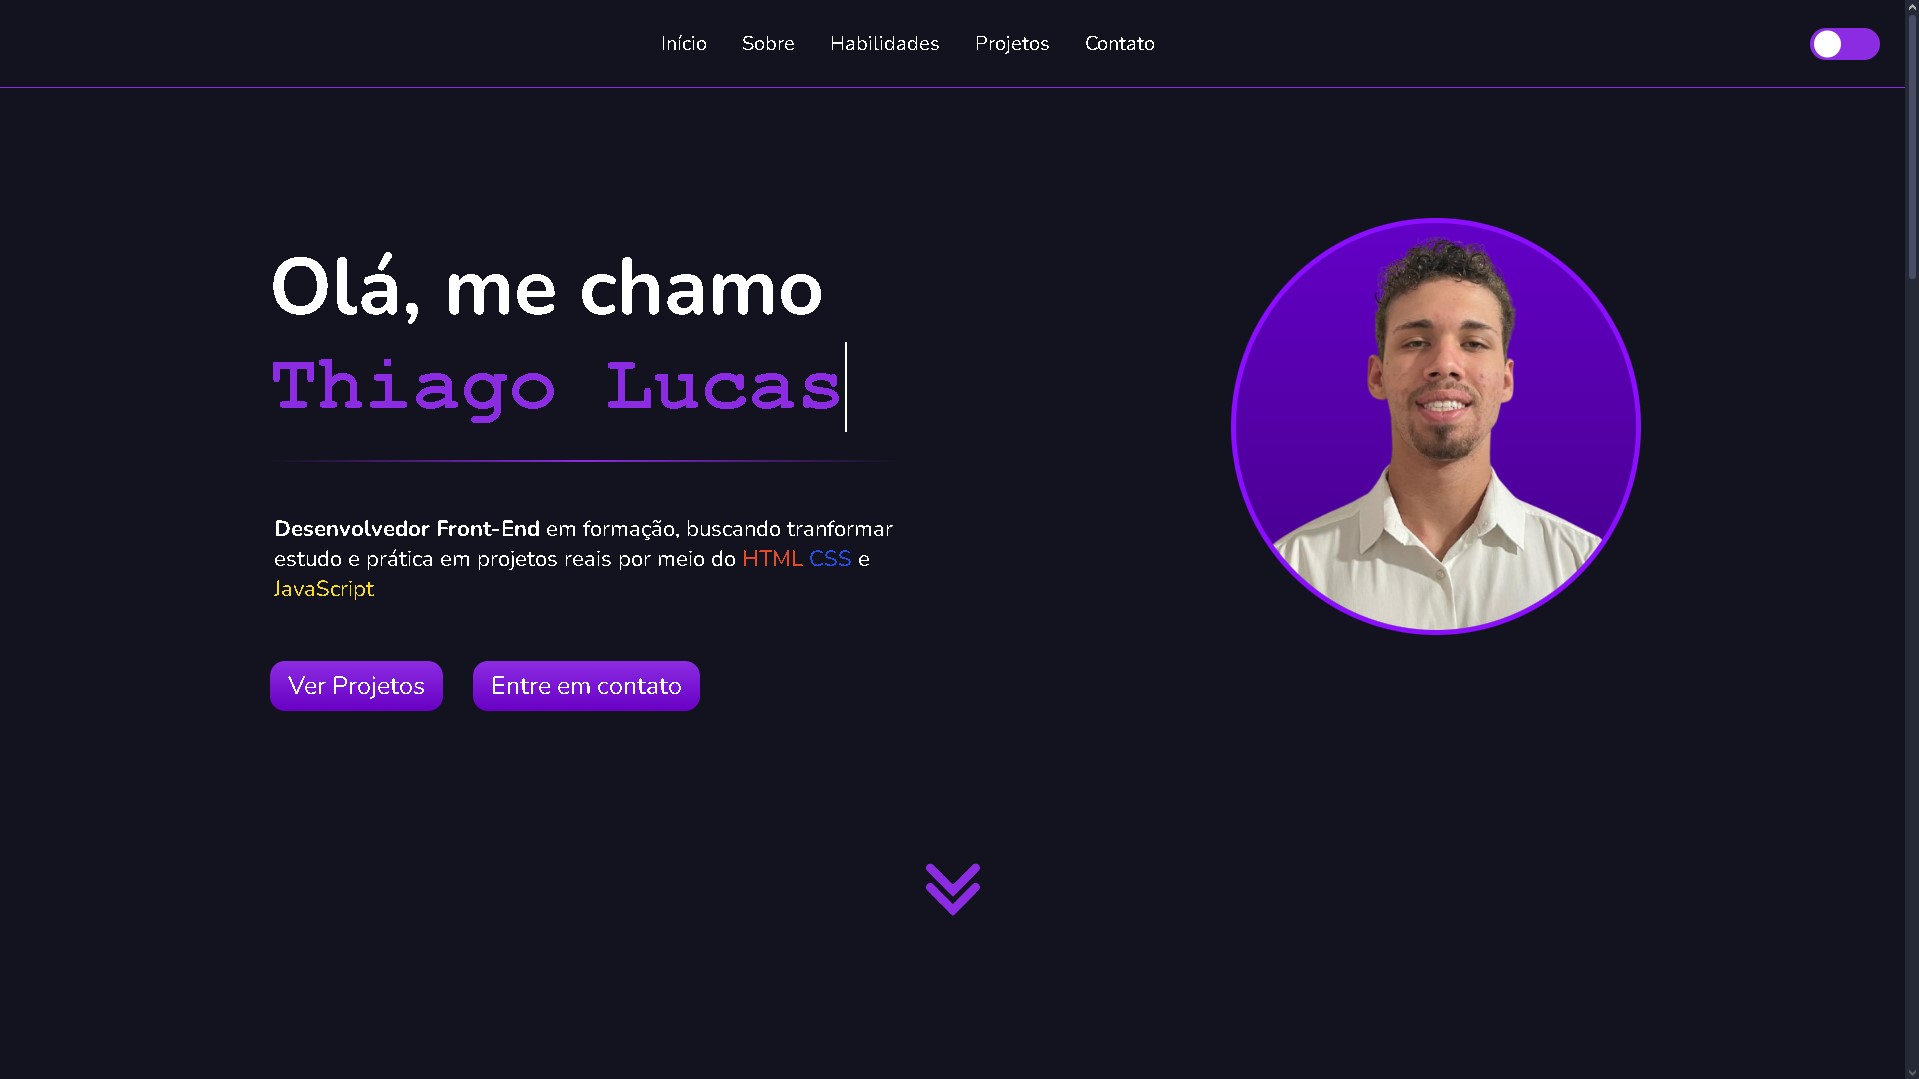 Início Sobre Habilidades Projetos Contato
Olá, me chamo
Thiago Lucas
Desenvolvedor Front-End em formação, buscando tranformar
estudo e prática em projetos reais por meio do HTML CSS e
JavaScript
Ver Projetos Entre em contato